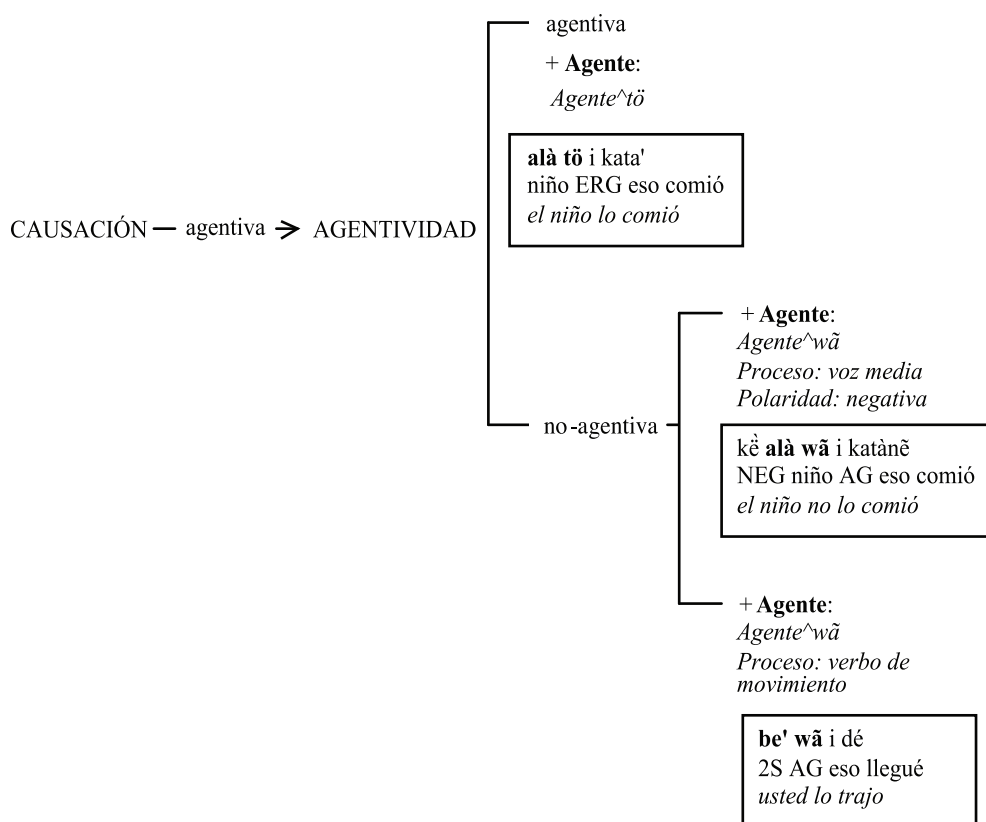 agentiva
+ Agente:
Agente^tö
alà tö i kata'
niño ERG eso comió
el niño lo comió
CAUSACIÓN — agentiva → AGENTIVIDAD
+ Agente:
Agente^wã
Proceso: voz media
Polaridad: negativa
no-agentiva
kë̀ alà wã i katànẽ
NEG niño AG eso comió
el niño no lo comió
+ Agente:
Agente^wã
Proceso: verbo de
movimiento
be' wã i dé
2S AG eso llegué
usted lo trajo